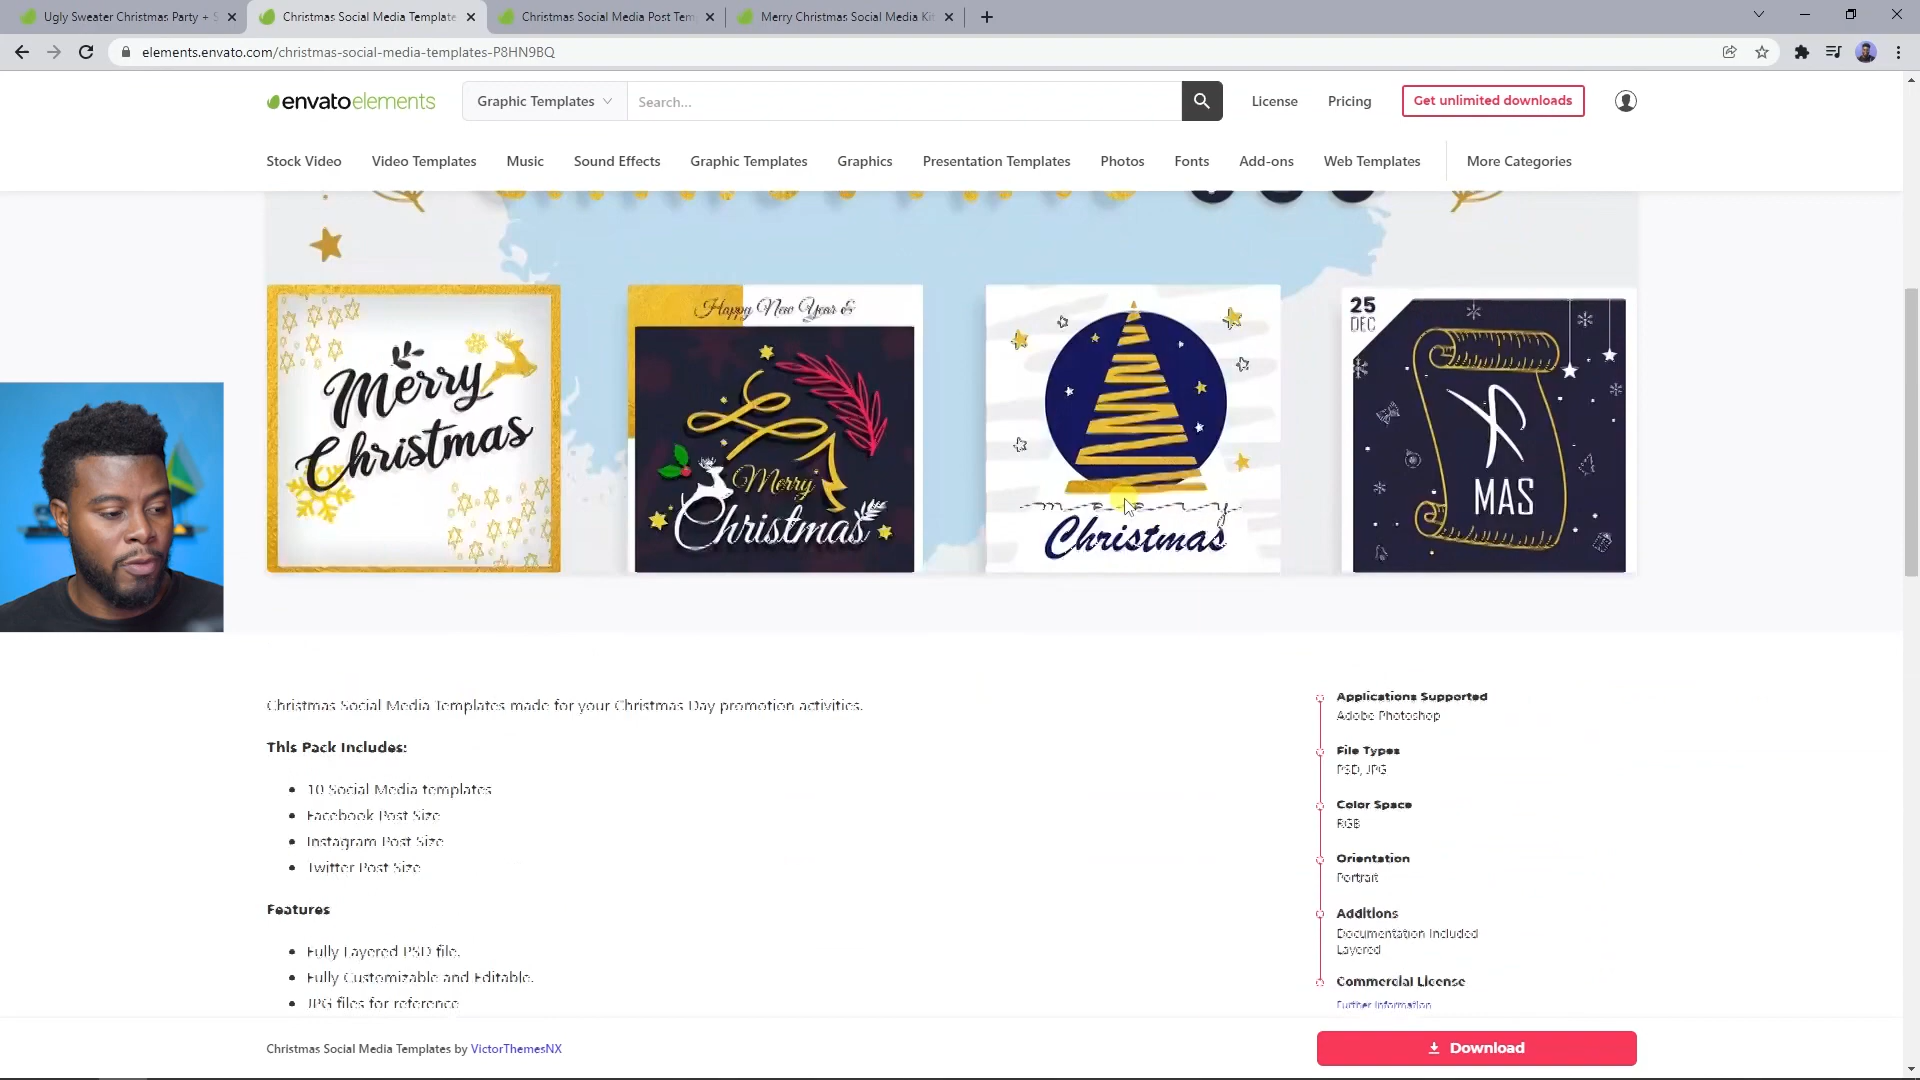 Ugly Sweater Christmas Party + S
Christmas Social Media Template
Christmas Social Media Post Tem
Merry Christmas Social Media Kit
elements.envato.com/christmas-social-media-templates-P8HN9BQ
envatoelements
Graphic Templates
Search...
License
Pricing
Get unlimited downloads
Stock Video
Video Templates
Music
Sound Effects
Graphic Templates
Graphics
Presentation Templates
Photos
Fonts
Add-ons
Web Templates
More Categories
Merry
Christmas
Happy New Year &
Merry
Christmas
merry
Christmas
25
DEC
X
MAS
Christmas Social Media Templates made for your Christmas Day promotion activities.
This Pack Includes:
10 Social Media templates
Facebook Post Size
Instagram Post Size
Twitter Post Size
Features
Fully Layered PSD file.
Fully Customizable and Editable.
JPG files for reference
Applications Supported
Adobe Photoshop
File Types
PSD, JPG
Color Space
RGB
Orientation
Portrait
Additions
Documentation Included
Layered
Commercial License
Further Information
Christmas Social Media Templates by VictorThemesNX
Download